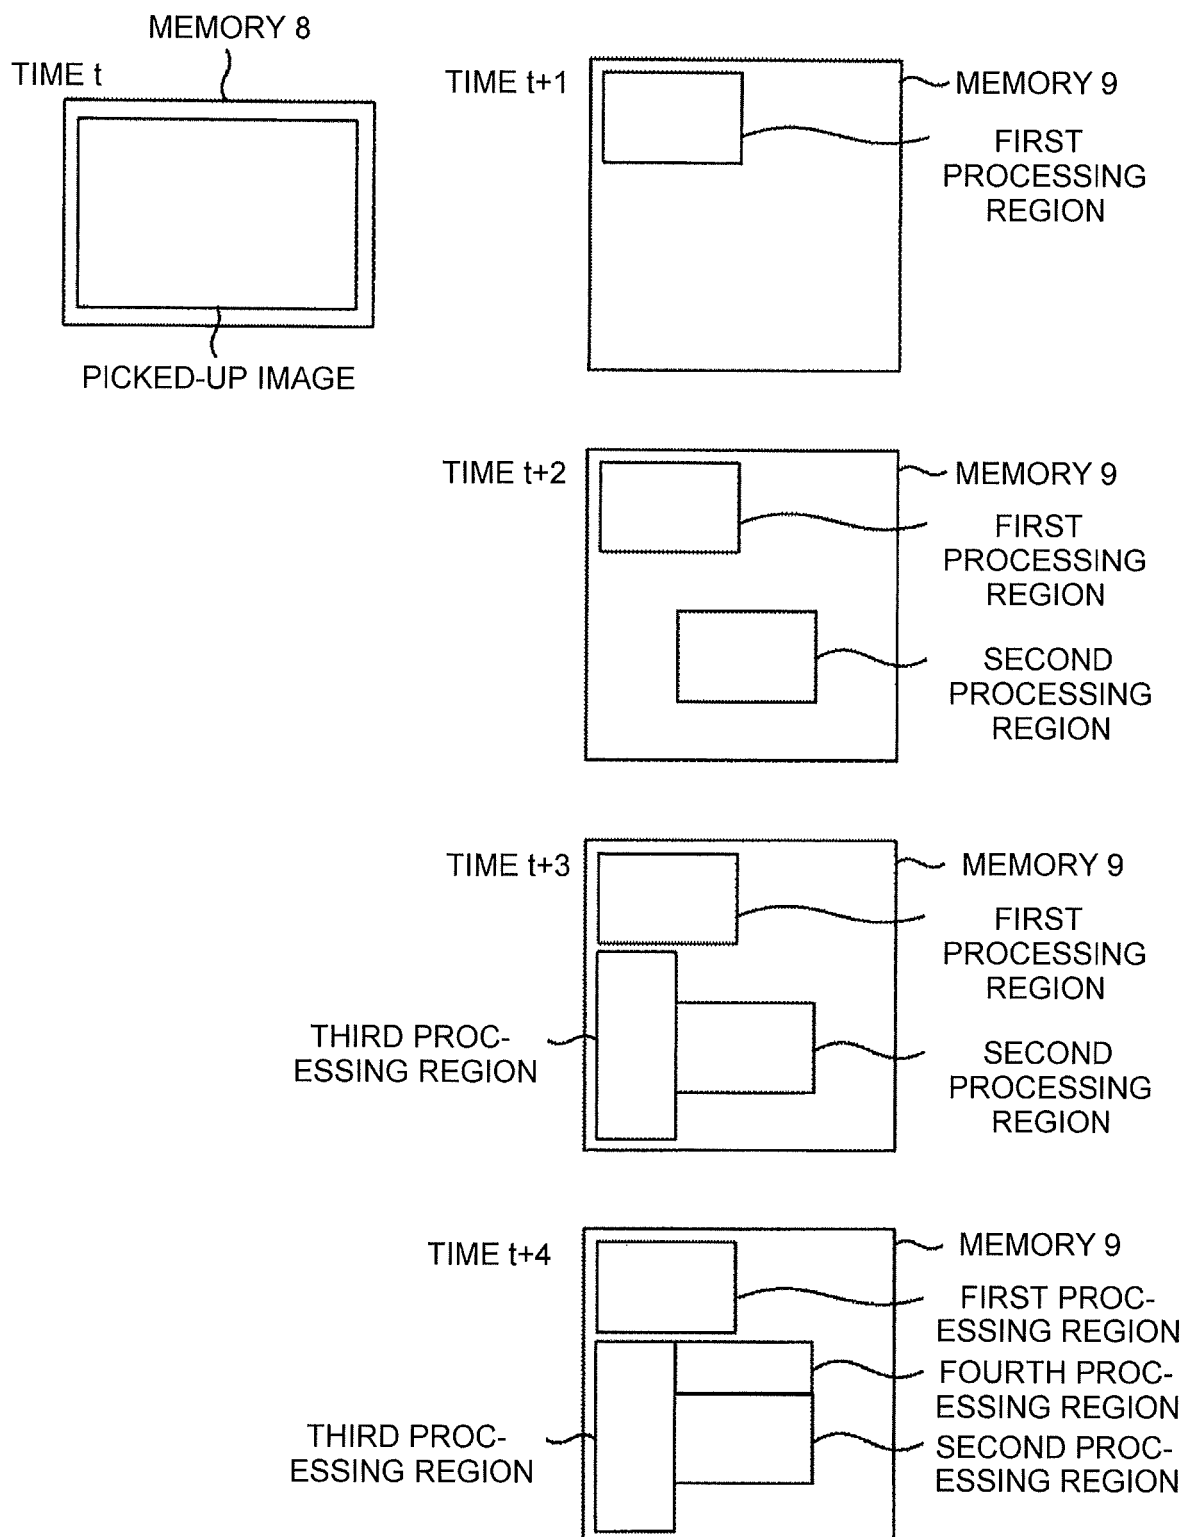 MEMORY 8
TIME t
PICKED-UP IMAGE
TIME t+1
MEMORY 9
FIRST
PROCESSING
REGION
TIME t+2
MEMORY 9
FIRST
PROCESSING
REGION
SECOND
PROCESSING
REGION
TIME t+3
MEMORY 9
FIRST
PROCESSING
REGION
THIRD PROC-
ESSING REGION
SECOND
PROCESSING
REGION
TIME t+4
MEMORY 9
FIRST PROC-
ESSING REGION
FOURTH PROC-
ESSING REGION
THIRD PROC-
ESSING REGION
SECOND PROC-
ESSING REGION